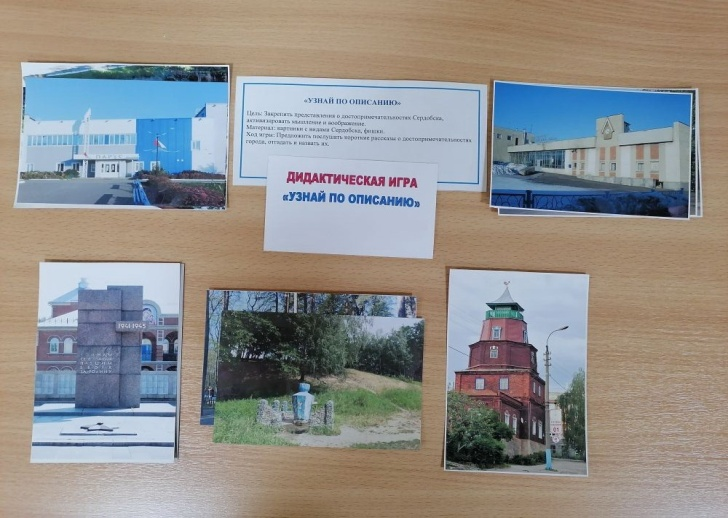 «УЗНАЙ ПО ОПИСАНИЮ»
Цель: Закрепить представления о достопримечательностях Сердобска,
активизировать мышление и воображение.
Материал: картинки с видами Сердобска, фишки.
Ход игры: Предложить послушать короткие рассказы о достопримечательностях
города, отгадать и назвать их.
ДИДАКТИЧЕСКАЯ ИГРА
«УЗНАЙ ПО ОПИСАНИЮ»
1941-1945